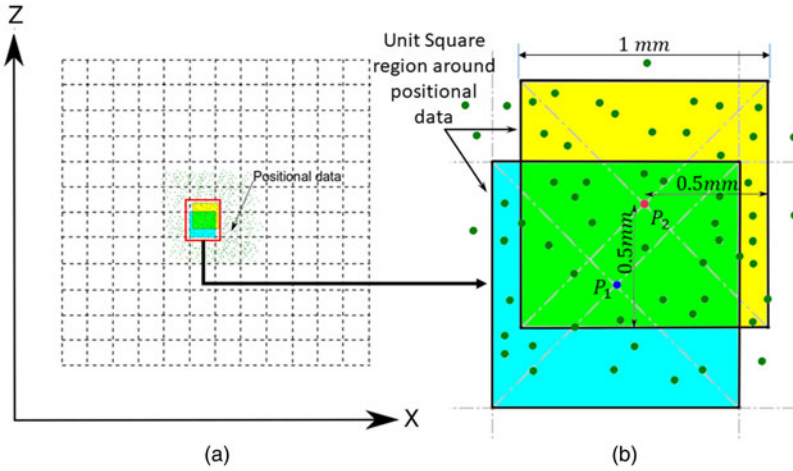 Z
Positional data
X
(a)
Unit Square
region around
positional
data
1 mm
0.5mm
P2
0.5mm
P1
(b)